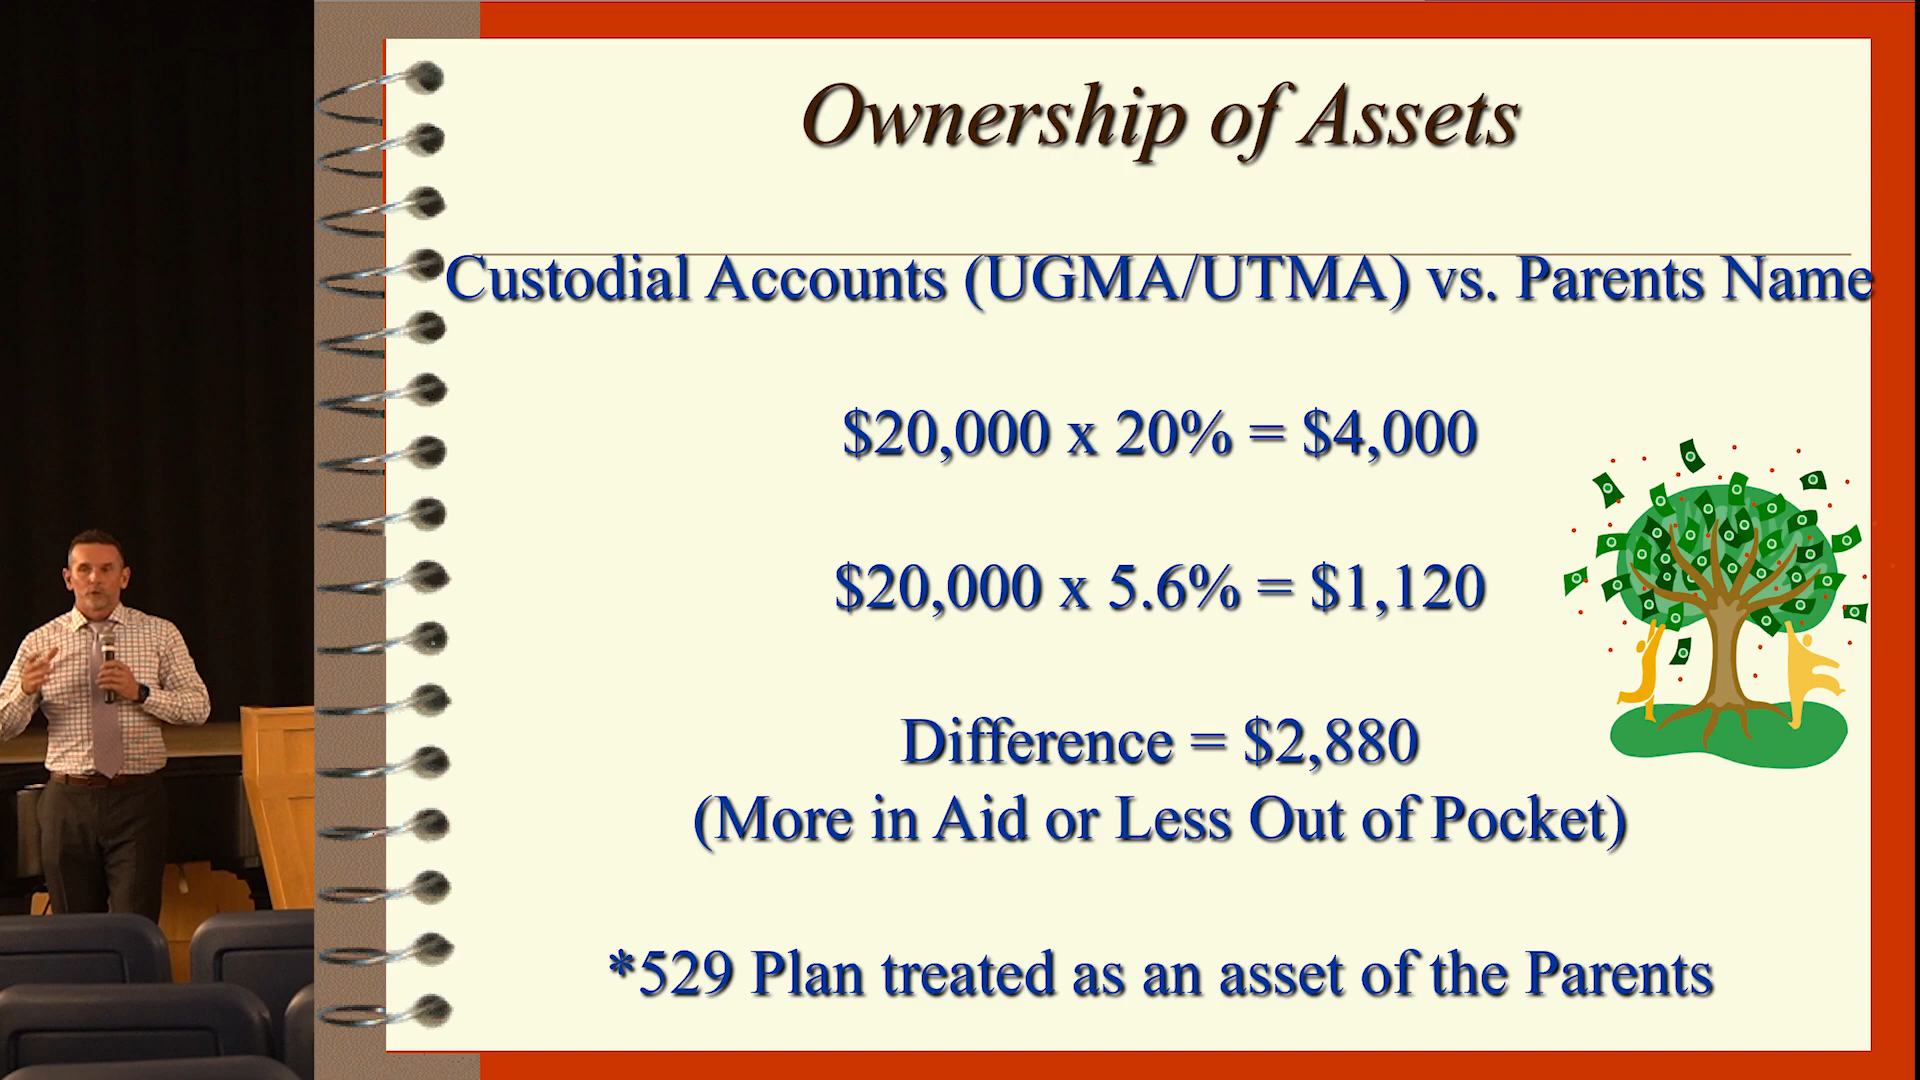 Ownership of Assets
Custodial Accounts (UGMA/UTMA) vs. Parents Name
$20,000 x 20% = $4,000
$20,000 x 5.6% = $1,120
Difference = $2,880
(More in Aid or Less Out of Pocket)
*529 Plan treated as an asset of the Parents